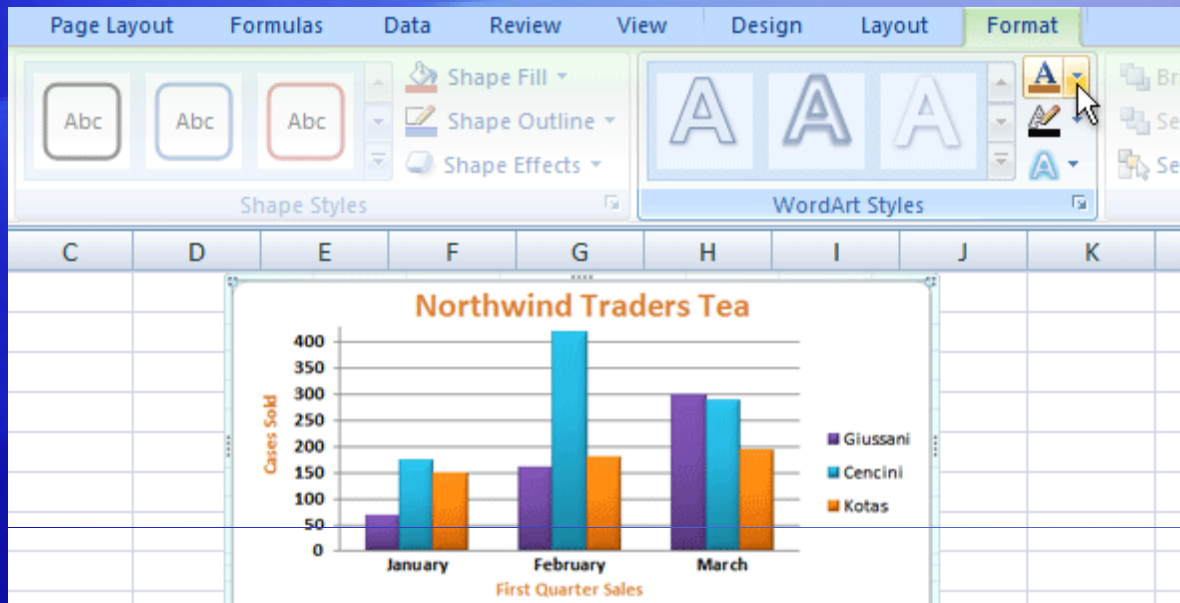 Page Layout Formulas Data Review View Design Layout Format
Abc Abc Abc
Shape Fill
Shape Outline
Shape Effects
Shape Styles
A A A
A
A
A
WordArt Styles
Se
C D E F G H I J K
Northwind Traders Tea
400
350
300
250
200
150
100
50
0
Cases Sold
January February March
First Quarter Sales
Giussani
Cencini
Kotas